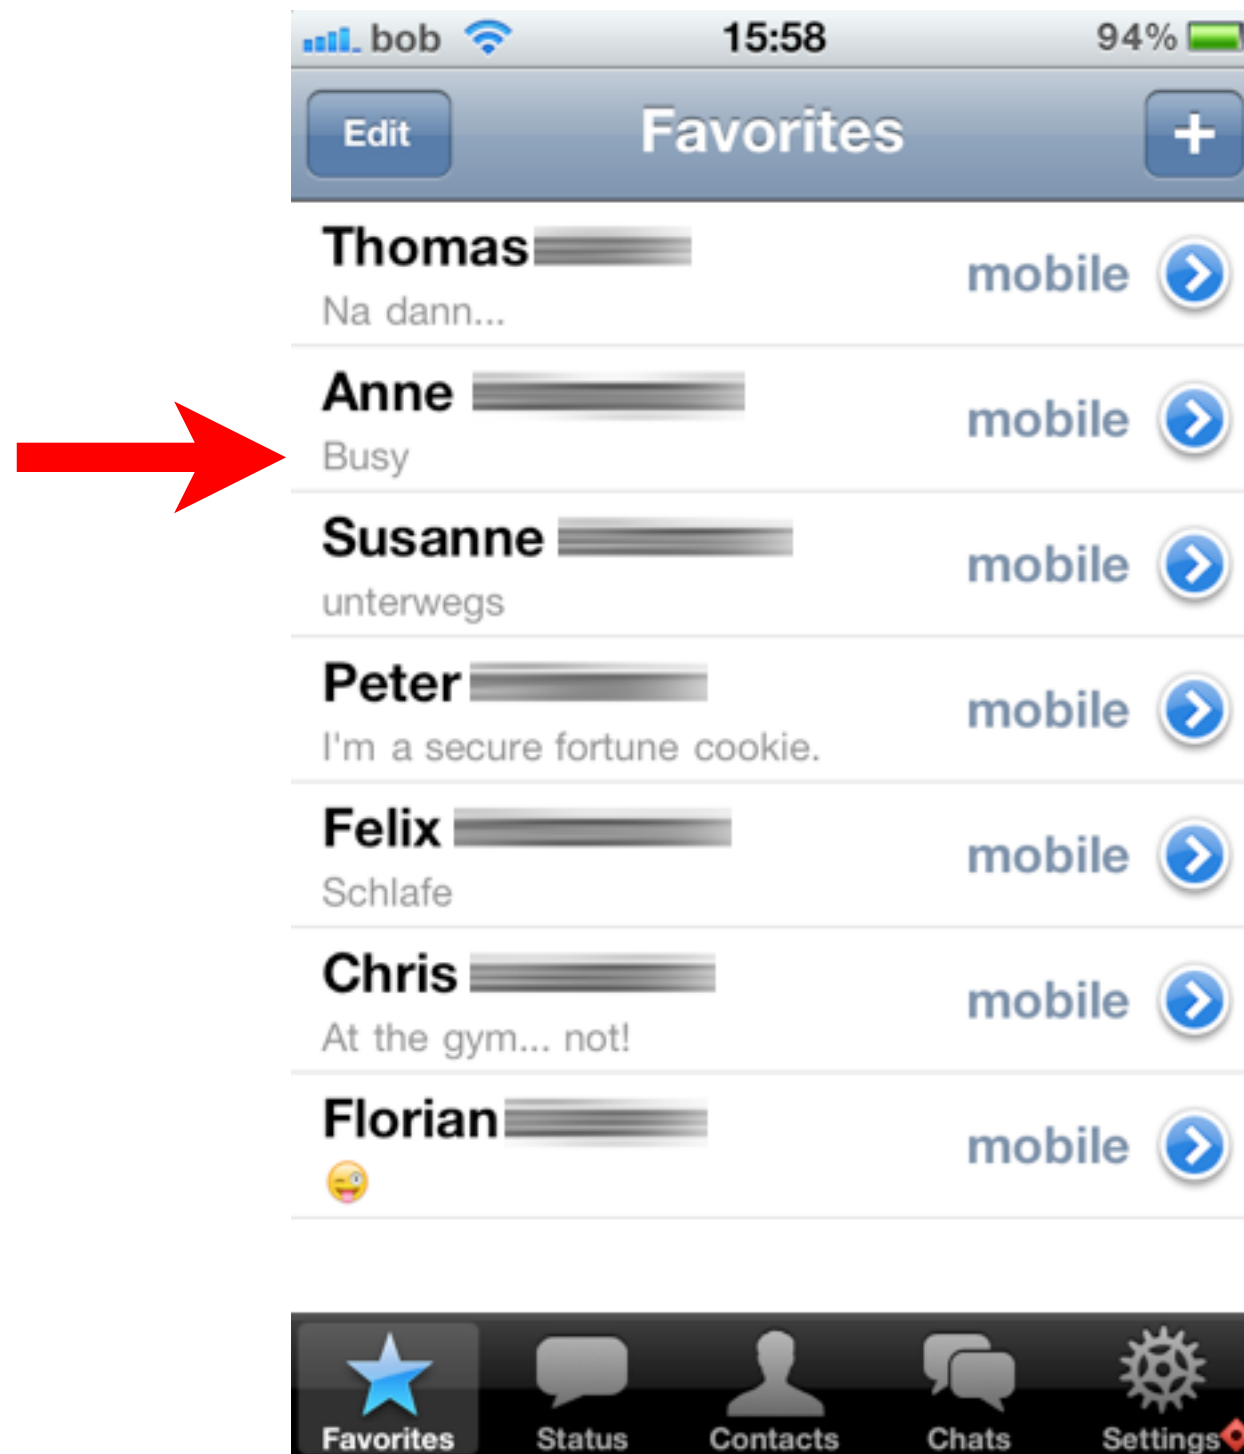 bob 15:58 94%
Edit Favorites +
Thomas
mobile
Na dann...
Anne
mobile
Busy
Susanne
mobile
unterwegs
Peter
mobile
I'm a secure fortune cookie.
Felix
mobile
Schlafe
Chris
mobile
At the gym... not!
Florian
mobile
😜
Favorites Status Contacts Chats Settings